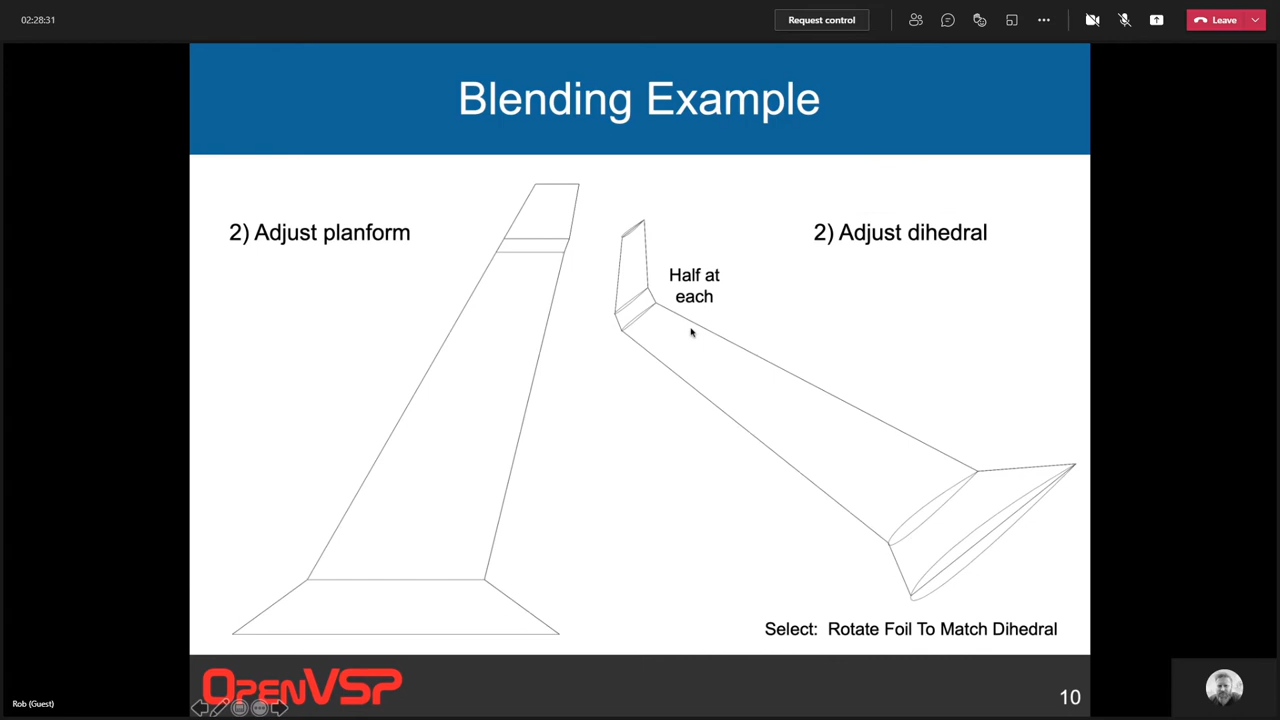 02:28:31
Request control
Leave
Blending Example
2) Adjust planform
2) Adjust dihedral
Half at
each
Select: Rotate Foil To Match Dihedral
OPENVSP
10
Rob (Guest)